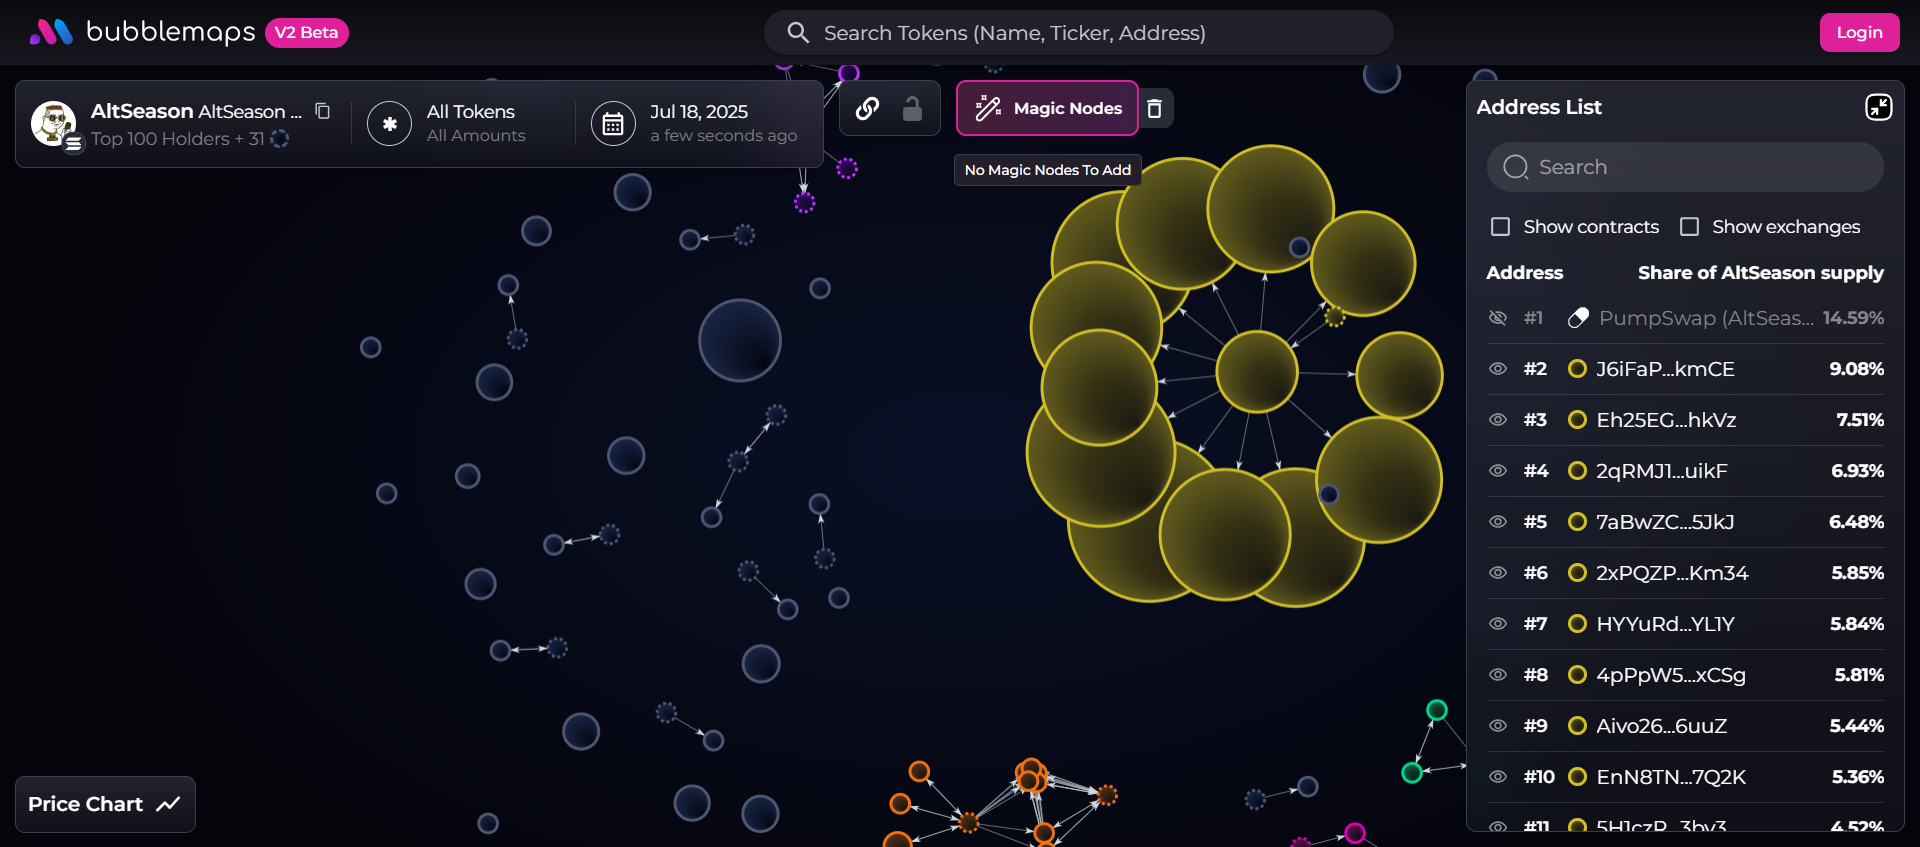 bubblemaps V2 Beta
Search Tokens (Name, Ticker, Address)
Login
AltSeason AltSeason ...
Top 100 Holders + 31
All Tokens
All Amounts
Jul 18, 2025
a few seconds ago
Magic Nodes
No Magic Nodes To Add
Address List
Search
Show contracts Show exchanges
Address Share of AltSeason supply
#1 PumpSwap (AltSeas... 14.59%
#2 J6iFaP...kmCE 9.08%
#3 Eh25EG...hkVz 7.51%
#4 2qRMJ1...uikF 6.93%
#5 7aBwZC...5JkJ 6.48%
#6 2xPQZP...Km34 5.85%
#7 HYYuRd...YL1Y 5.84%
#8 4pPpW5...xCSg 5.81%
#9 Aivo26...6uuZ 5.44%
#10 EnN8TN...7Q2K 5.36%
#11 4.52%
Price Chart